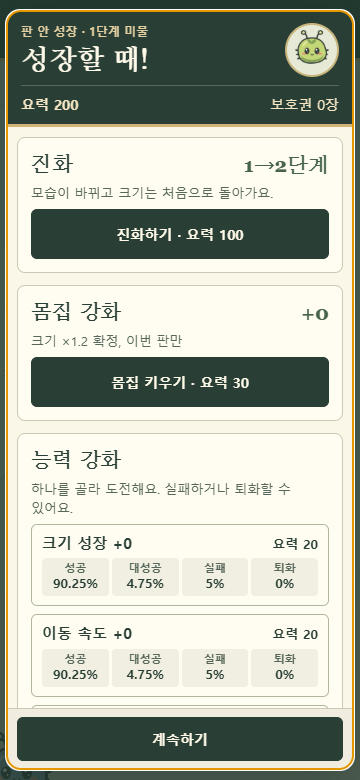 판 안 성장 · 1단계 미물
성장할 때!
요력 200 보호권 0장
진화 1→2단계
모습이 바뀌고 크기는 처음으로 돌아가요.
진화하기 · 요력 100
몸집 강화 +0
크기 ×1.2 확정, 이번 판만
몸집 키우기 · 요력 30
능력 강화
하나를 골라 도전해요. 실패하거나 퇴화할 수
있어요.
크기 성장 +0 요력 20
성공 대성공 실패 퇴화
90.25% 4.75% 5% 0%
이동 속도 +0 요력 20
성공 대성공 실패 퇴화
90.25% 4.75% 5% 0%
계속하기